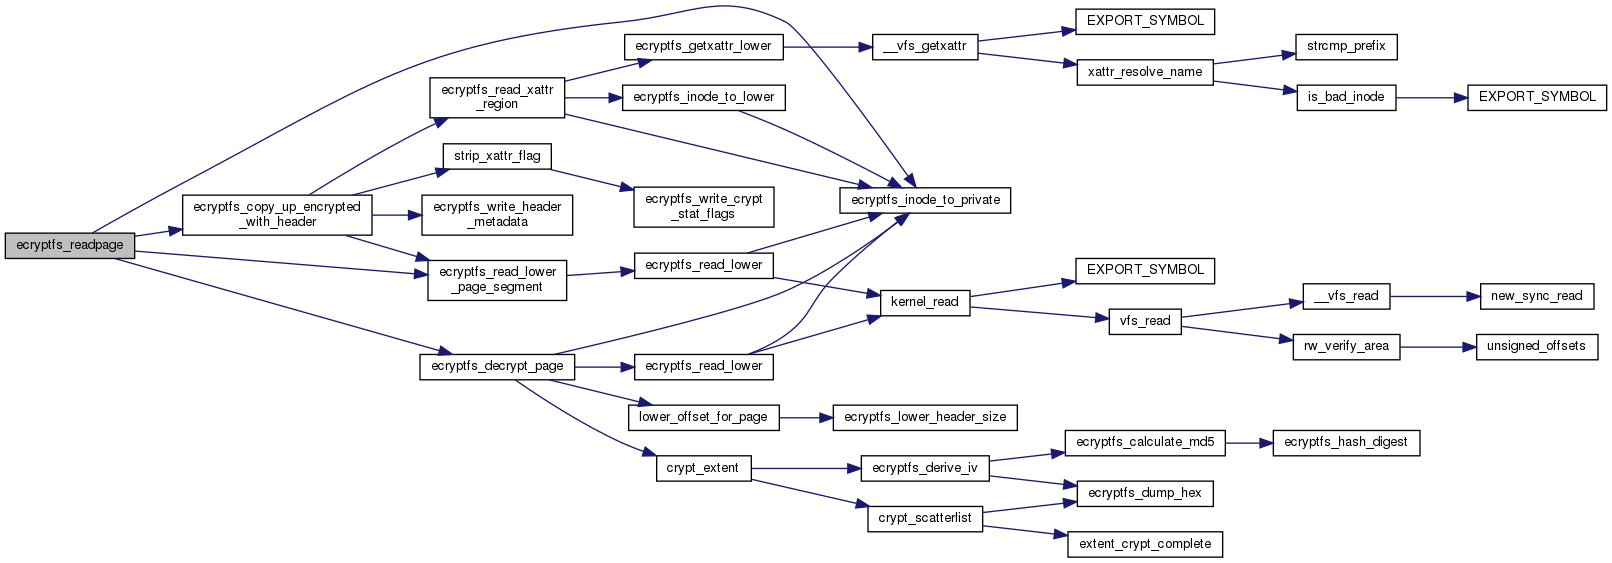 ecryptfs_readpage
ecryptfs_copy_up_encrypted
_with_header
ecryptfs_read_xattr
_region
strip_xattr_flag
ecryptfs_write_header
_metadata
ecryptfs_read_lower
_page_segment
ecryptfs_decrypt_page
ecryptfs_getxattr_lower
ecryptfs_inode_to_lower
ecryptfs_write_crypt
_stat_flags
ecryptfs_read_lower
ecryptfs_read_lower
lower_offset_for_page
crypt_extent
__vfs_getxattr
ecryptfs_inode_to_private
kernel_read
ecryptfs_lower_header_size
ecryptfs_derive_iv
crypt_scatterlist
EXPORT_SYMBOL
xattr_resolve_name
EXPORT_SYMBOL
vfs_read
ecryptfs_calculate_md5
ecryptfs_dump_hex
extent_crypt_complete
strcmp_prefix
is_bad_inode
__vfs_read
rw_verify_area
ecryptfs_hash_digest
EXPORT_SYMBOL
new_sync_read
unsigned_offsets